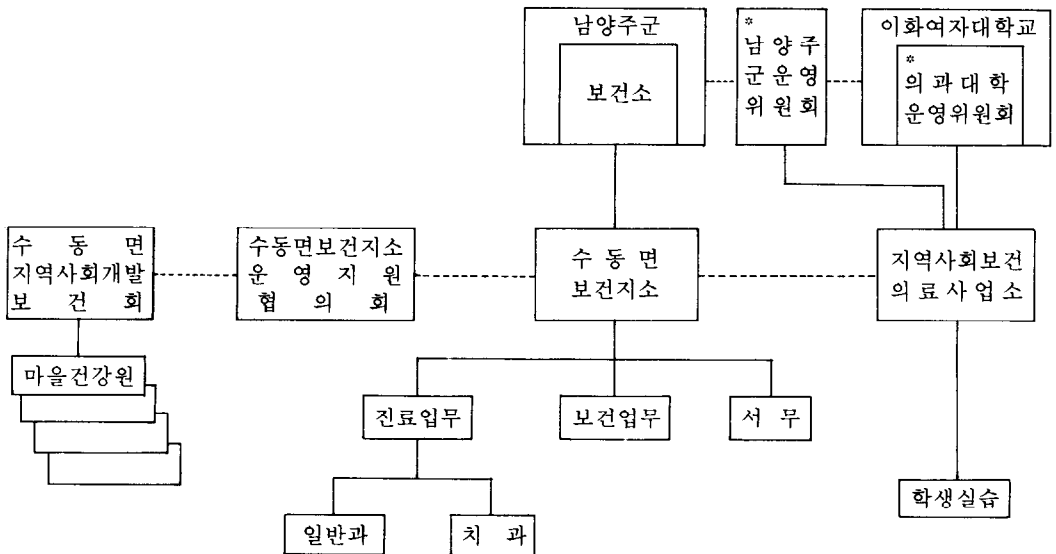 남양주군
보건소
*
남양주
군운영
위원회
이화여자대학교
*
의과대학
운영위원회
수동면
지역사회개발
보건회
수동면보건지소
운영지원
협의회
수동면
보건지소
지역사회보건
의료사업소
마을건강원
진료업무
보건업무
서무
학생실습
일반과
치과